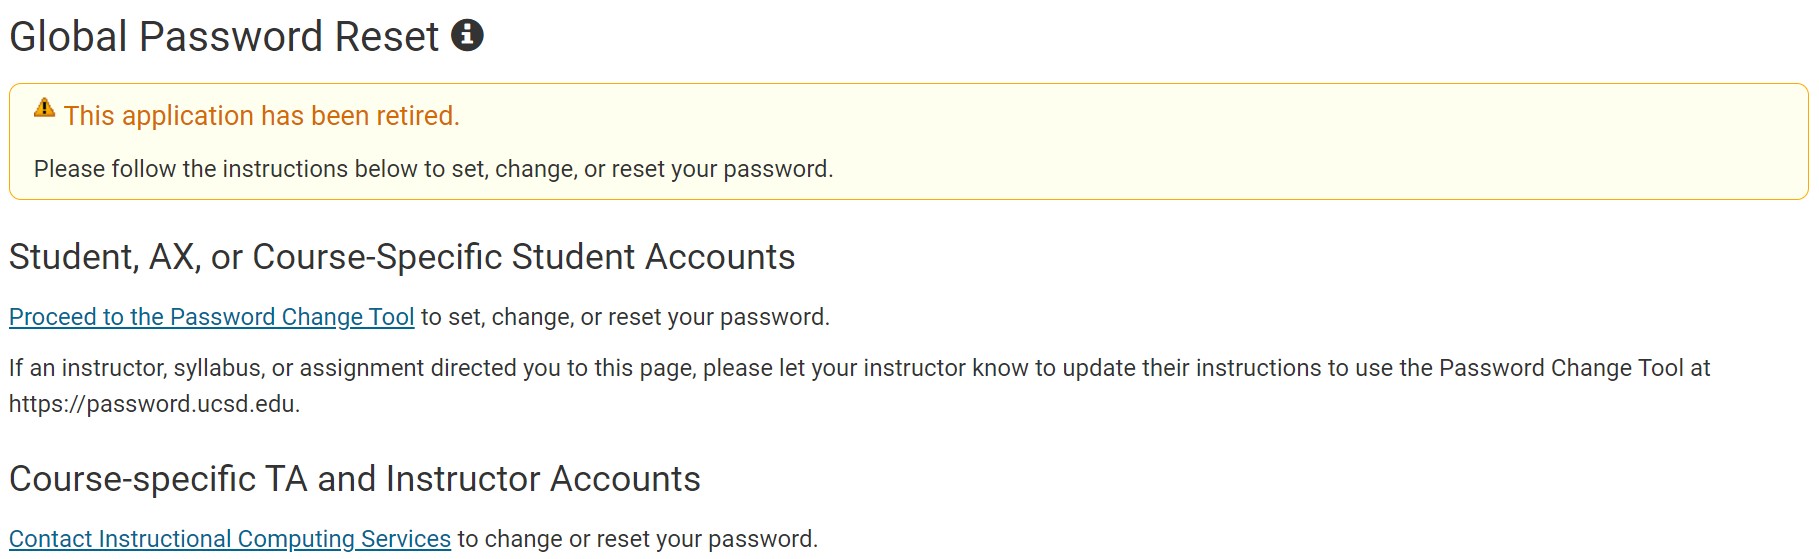 Global Password Reset
This application has been retired.
Please follow the instructions below to set, change, or reset your password.
Student, AX, or Course-Specific Student Accounts
Proceed to the Password Change Tool to set, change, or reset your password.
If an instructor, syllabus, or assignment directed you to this page, please let your instructor know to update their instructions to use the Password Change Tool at
https://password.ucsd.edu.
Course-specific TA and Instructor Accounts
Contact Instructional Computing Services to change or reset your password.